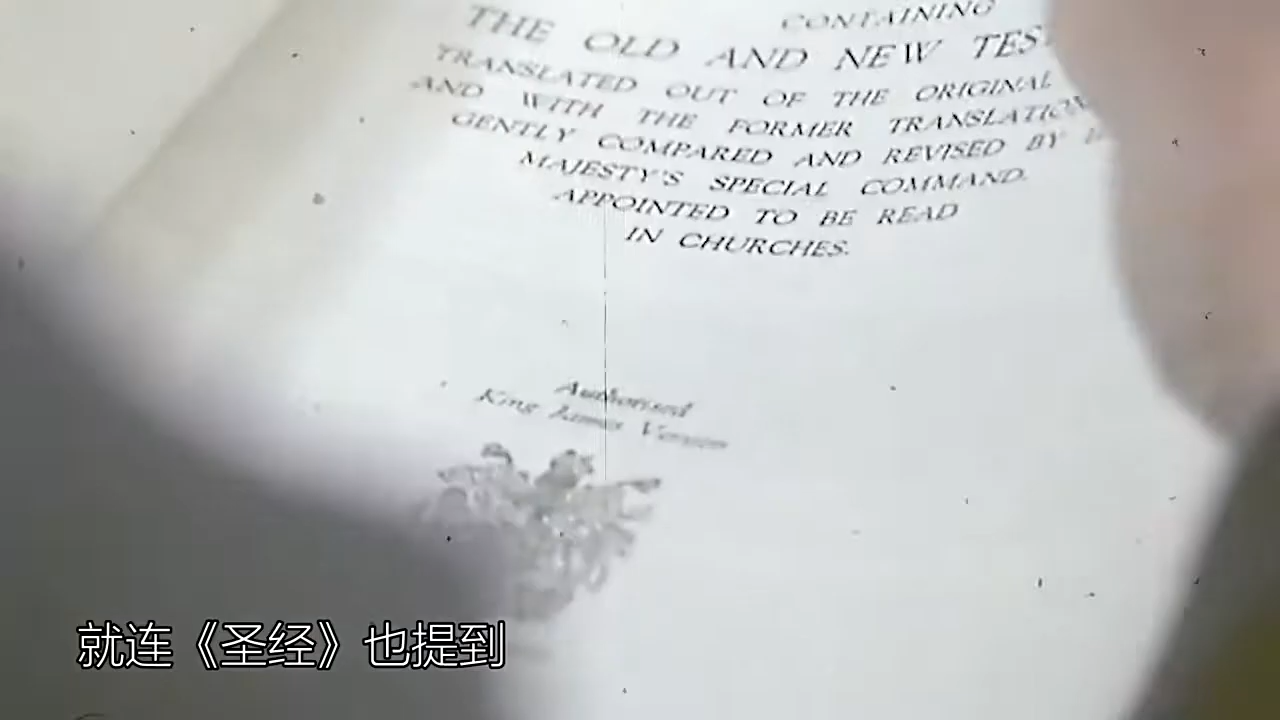 CONTAINING
THE OLD AND NEW
TRANSLATED OUT OF THE ORIGINAL
AND WITH THE FORMER
GENTLY COMPARED AND REVISED BY
MAJESTY'S SPECIAL COMMAND.
APPOINTED TO BE READ
IN CHURCHES.
Authorised
King James Version
就连《圣经》也提到